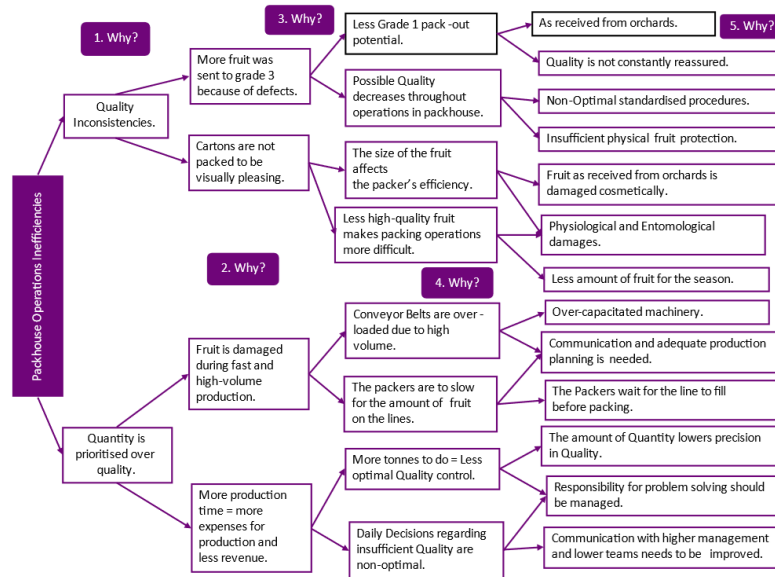 3. Why?
5. Why?
1. Why?
2. Why?
4. Why?
Packhouse Operations Inefficiencies
Quality
Inconsistencies.
Quantity is
prioritised over
quality.
More fruit was
sent to grade 3
because of defects.
Cartons are not
packed to be
visually pleasing.
Fruit is damaged
during fast and
high-volume
production.
More production
time = more
expenses for
production and
less revenue.
Less Grade 1 pack -out
potential.
Possible Quality
decreases throughout
operations in packhouse.
The size of the fruit
affects
the packer's efficiency.
Less high-quality fruit
makes packing operations
more difficult.
Conveyor Belts are over -
loaded due to high
volume.
The packers are to slow
for the amount of fruit
on the lines.
More tonnes to do = Less
optimal Quality control.
Daily Decisions regarding
insufficient Quality are
non-optimal.
As received from orchards.
Quality is not constantly reassured.
Non-Optimal standardised procedures.
Insufficient physical fruit protection.
Fruit as received from orchards is
damaged cosmetically.
Physiological and Entomological
damages.
Less amount of fruit for the season.
Over-capacitated machinery.
Communication and adequate production
planning is needed.
The Packers wait for the line to fill
before packing.
The amount of Quantity lowers precision
in Quality.
Responsibility for problem solving should
be managed.
Communication with higher management
and lower teams needs to be improved.